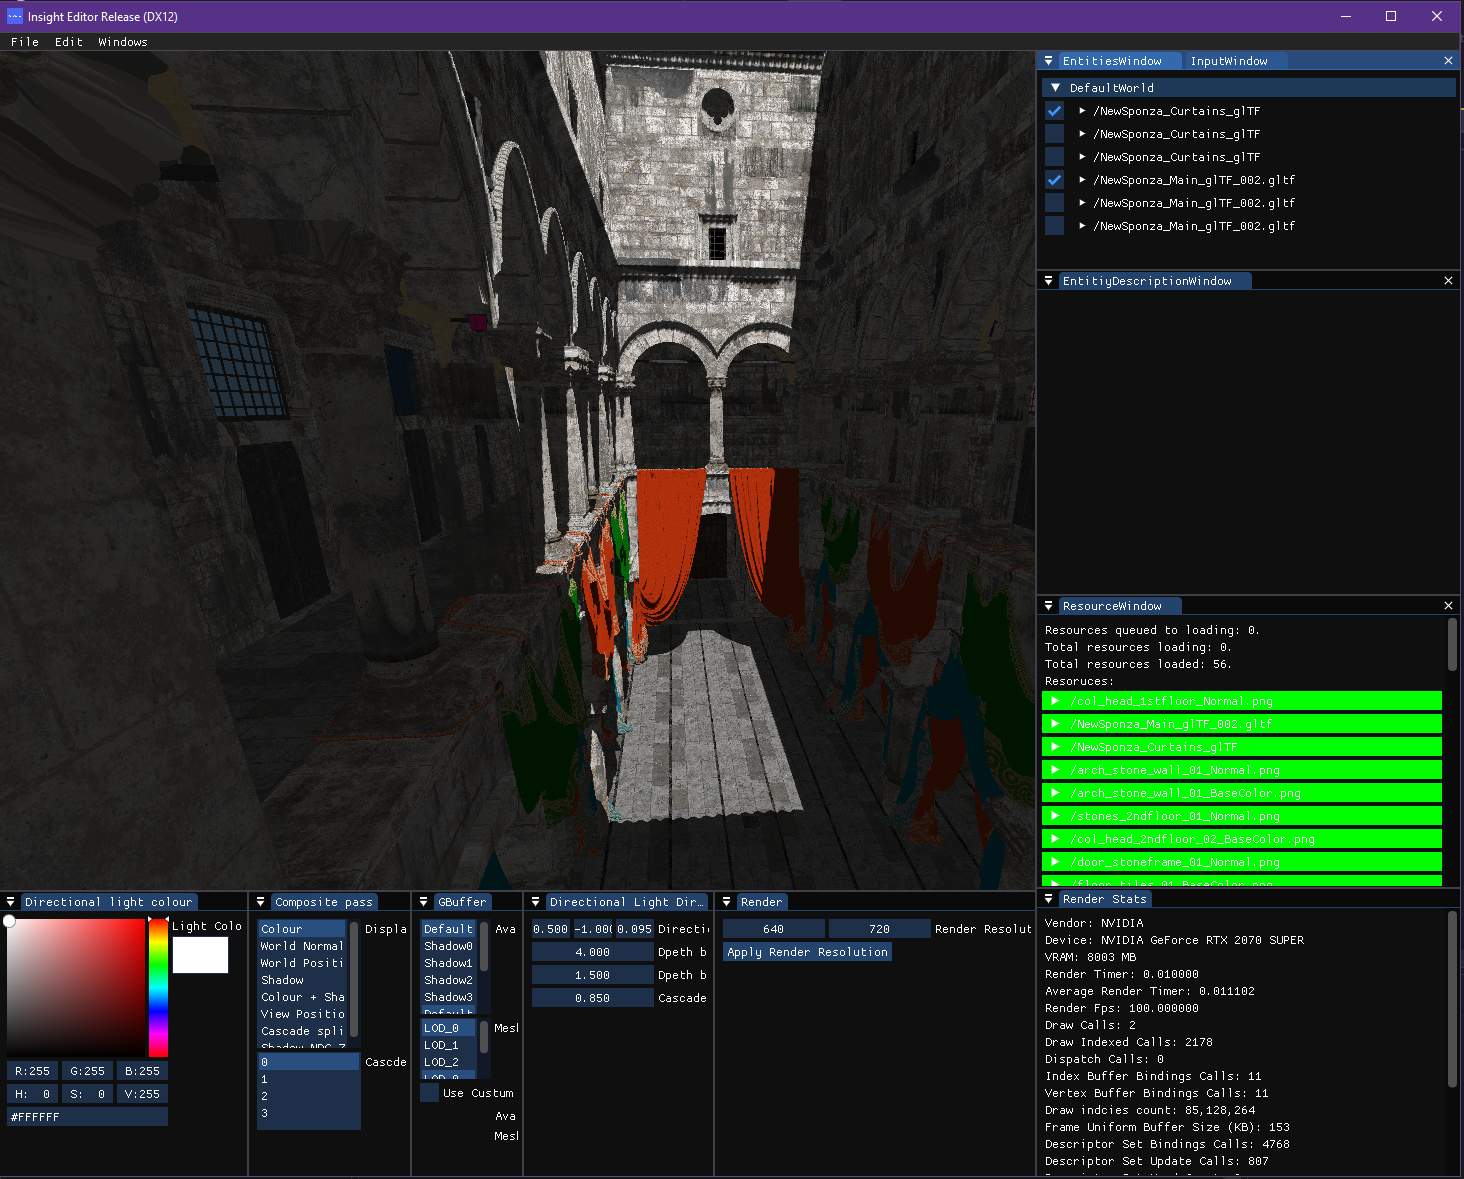 Insight Editor Release (DX12)
File Edit Windows
EntitiesWindow InputWindow
DefaultWorld
/NewSponza_Curtains_glTF
/NewSponza_Curtains_glTF
/NewSponza_Curtains_glTF
/NewSponza_Main_glTF_002.gltf
/NewSponza_Main_glTF_002.gltf
/NewSponza_Main_glTF_002.gltf
EntitiyDescriptionWindow
ResourceWindow
Resources queued to loading: 0.
Total resources loading: 0.
Total resources loaded: 56.
Resoruces:
/col_head_1stfloor_Normal.png
/NewSponza_Main_glTF_002.gltf
/NewSponza_Curtains_glTF
/arch_stone_wall_01_Normal.png
/arch_stone_wall_01_BaseColor.png
/stones_2ndfloor_01_Normal.png
/col_head_2ndfloor_02_BaseColor.png
/door_stoneframe_01_Normal.png
/floor_tiles_01_BaseColor.png
Directional light colour
Light Colo
R:255 G:255 B:255
H: 0 S: 0 V:255
#FFFFFF
Composite pass
Colour
World Normal
World Positi
Shadow
Colour + Sha
View Positio
Cascade spli
Shadow NDC Z
Displa
0
1
2
3
Cascde
GBuffer
Default
Shadow0
Shadow1
Shadow2
Shadow3
Default
Ava
LOD_0
LOD_1
LOD_2
LOD_0
Mesl
Use Custum
Ava
Mesl
Directional Light Dir...
0.500 -1.000 0.095 Directi
4.000 Dpeth b
1.500 Dpeth b
0.850 Cascade
Render
640 720 Render Resolut
Apply Render Resolution
Render Stats
Vendor: NVIDIA
Device: NVIDIA GeForce RTX 2070 SUPER
VRAM: 8003 MB
Render Timer: 0.010000
Average Render Timer: 0.011102
Render Fps: 100.000000
Draw Calls: 2
Draw Indexed Calls: 2178
Dispatch Calls: 0
Index Buffer Bindings Calls: 11
Vertex Buffer Bindings Calls: 11
Draw indcies count: 85,128,264
Frame Uniform Buffer Size (KB): 153
Descriptor Set Bindings Calls: 4768
Descriptor Set Update Calls: 807